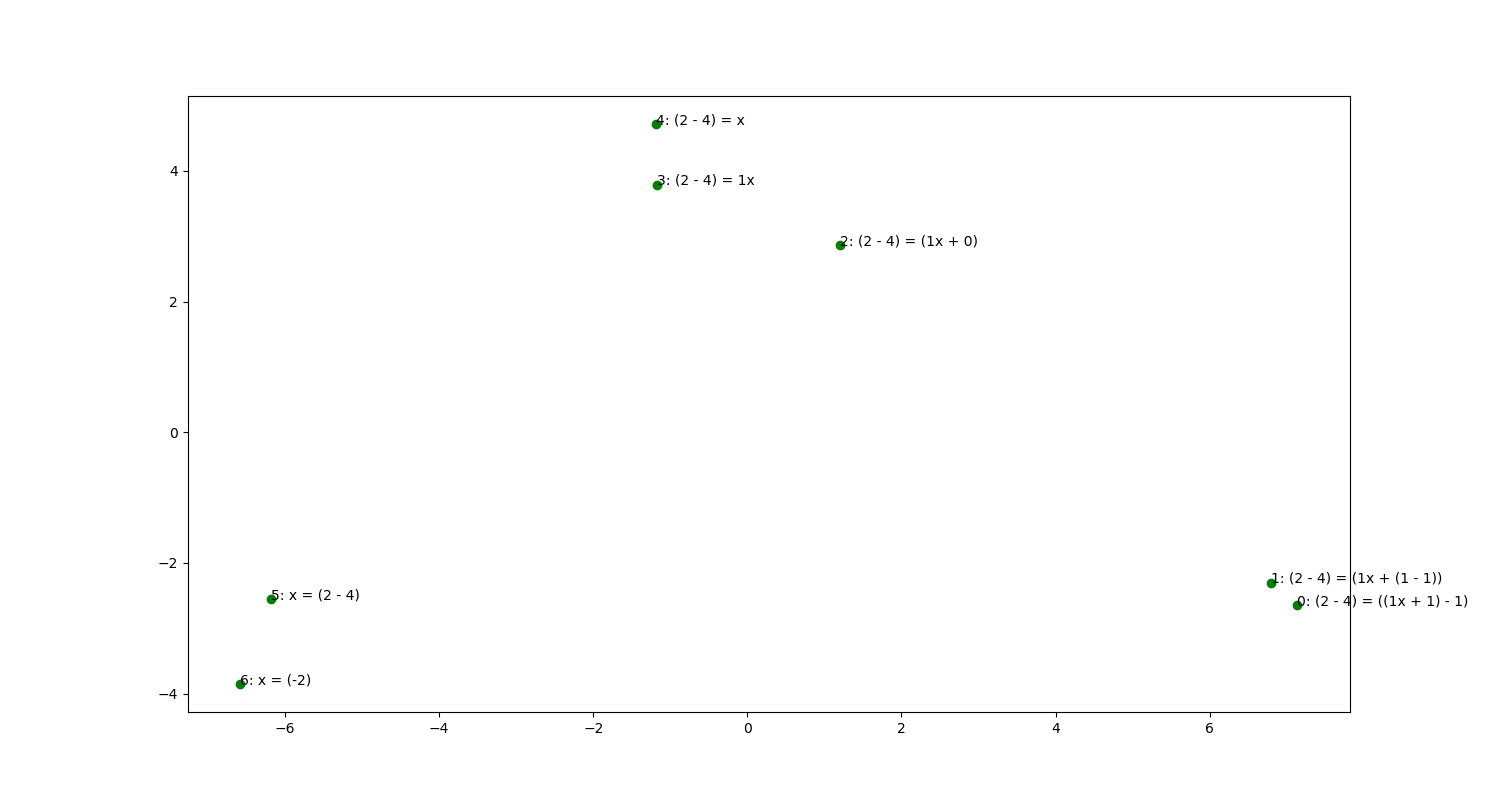 4: (2 - 4) = x
4
3: (2 - 4) = 1x
2: (2 - 4) = (1x + 0)
2
0
−2
1: (2 - 4) = (1x + (1 - 1))
5: x = (2 - 4)
0: (2 - 4) = ((1x + 1) - 1)
6: x = (-2)
−4
−6 −4 −2 0 2 4 6